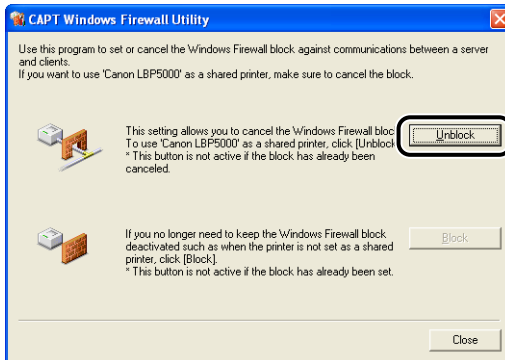 CAPT Windows Firewall Utility
Use this program to set or cancel the Windows Firewall block against communications between a server
and clients.
If you want to use 'Canon LBP5000' as a shared printer, make sure to cancel the block.
This setting allows you to cancel the Windows Firewall bloc
To use 'Canon LBP5000' as a shared printer, click [Unblock
* This button is not active if the block has already been
canceled.
Unblock
If you no longer need to keep the Windows Firewall block
deactivated such as when the printer is not set as a shared
printer, click [Block].
* This button is not active if the block has already been set.
Block
Close